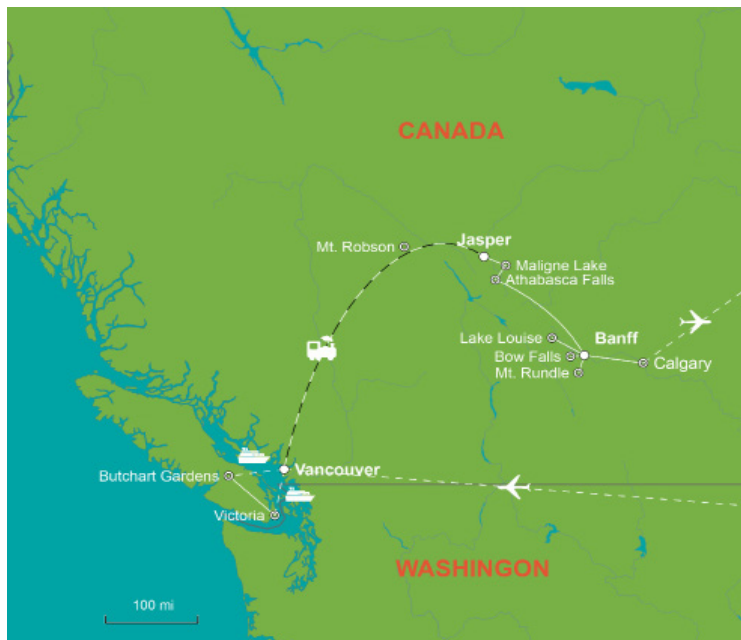 CANADA
Jasper
Mt. Robson
Maligne Lake
Athabasca Falls
Lake Louise
Banff
Bow Falls
Calgary
Mt. Rundle
Vancouver
Butchart Gardens
Victoria
WASHINGON
100 mi